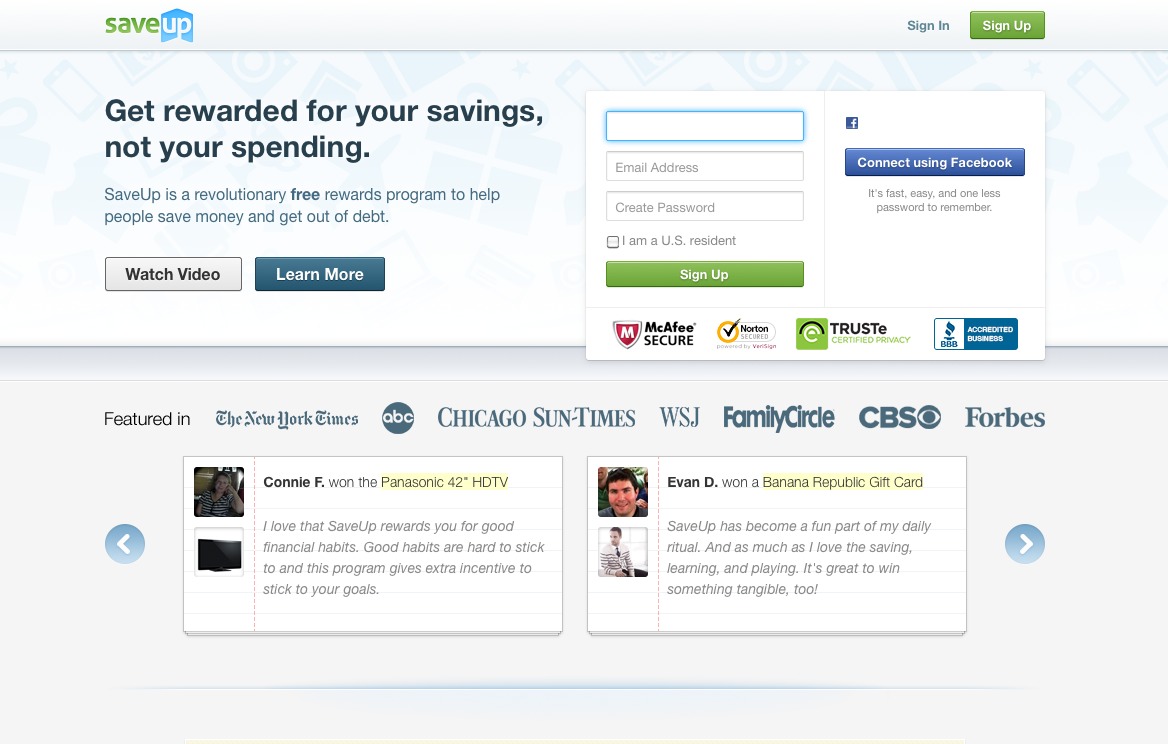 saveup
Sign In
Sign Up
Get rewarded for your savings,
not your spending.
SaveUp is a revolutionary free rewards program to help
people save money and get out of debt.
Watch Video
Learn More
Email Address
Create Password
I am a U.S. resident
Sign Up
Connect using Facebook
It's fast, easy, and one less
password to remember.
McAfee
SECURE
Norton
SECURED
powered by VeriSign
TRUSTe
CERTIFIED PRIVACY
BBB
ACCREDITED
BUSINESS
Featured in
The New York Times
abc
CHICAGO SUN-TIMES
WSJ
FamilyCircle
CBS
Forbes
Connie F. won the Panasonic 42" HDTV
I love that SaveUp rewards you for good
financial habits. Good habits are hard to stick
to and this program gives extra incentive to
stick to your goals.
Evan D. won a Banana Republic Gift Card
SaveUp has become a fun part of my daily
ritual. And as much as I love the saving,
learning, and playing. It's great to win
something tangible, too!